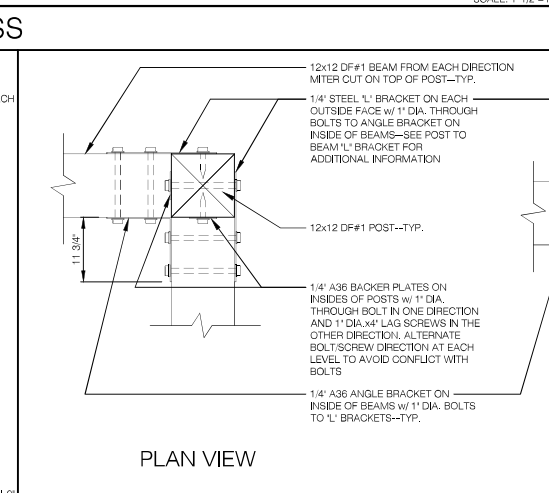 SCALE: 1 1/2"=1
SS
CH
12x12 DF#1 BEAM FROM EACH DIRECTION
MITER CUT ON TOP OF POST--TYP.
1/4" STEEL "L" BRACKET ON EACH
OUTSIDE FACE w/ 1" DIA. THROUGH
BOLTS TO ANGLE BRACKET ON
INSIDE OF BEAMS--SEE POST TO
BEAM "L" BRACKET FOR
ADDITIONAL INFORMATION
12x12 DF#1 POST--TYP.
11 3/4"
1/4" A36 BACKER PLATES ON
INSIDES OF POSTS w/ 1" DIA.
THROUGH BOLT IN ONE DIRECTION
AND 1" DIA.x4" LAG SCREWS IN THE
OTHER DIRECTION. ALTERNATE
BOLT/SCREW DIRECTION AT EACH
LEVEL TO AVOID CONFLICT WITH
BOLTS
1/4" A36 ANGLE BRACKET ON
INSIDE OF BEAMS w/ 1" DIA. BOLTS
TO "L" BRACKETS--TYP.
PLAN VIEW